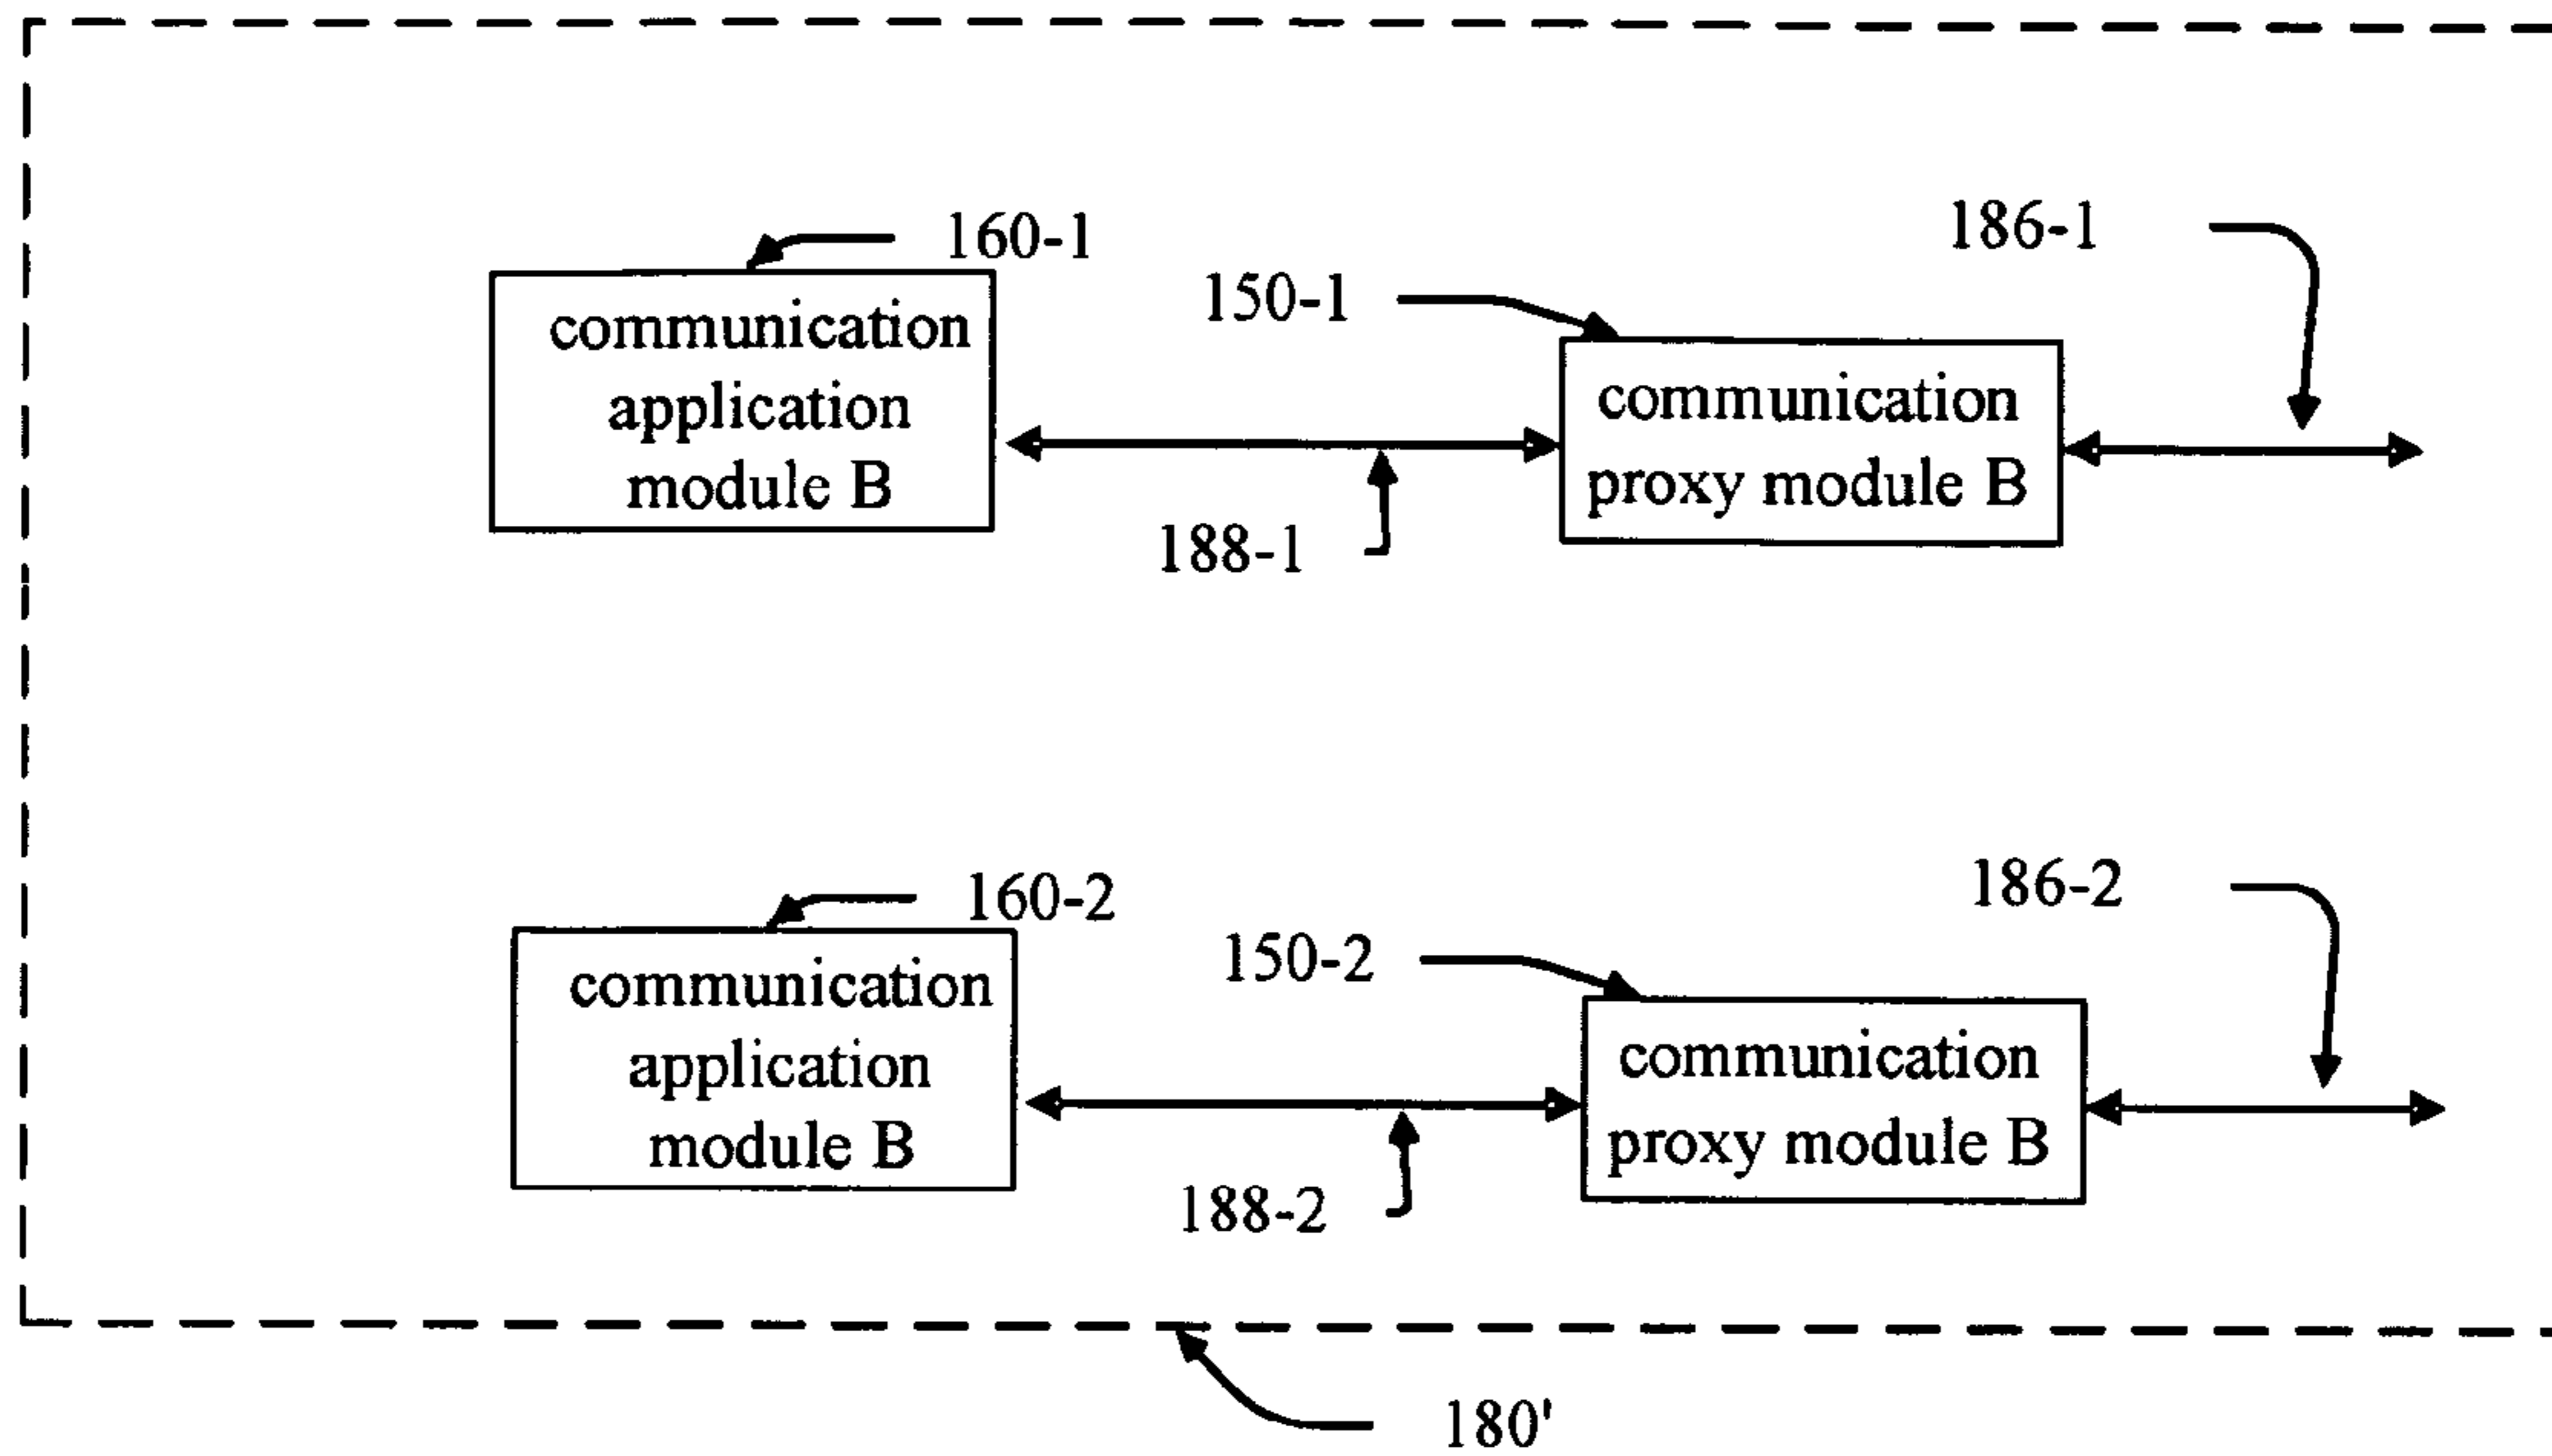 160-1
186-1
150-1
communication
application
module B
communication
proxy module B
188-1
160-2
186-2
150-2
communication
application
module B
communication
proxy module B
188-2
180'